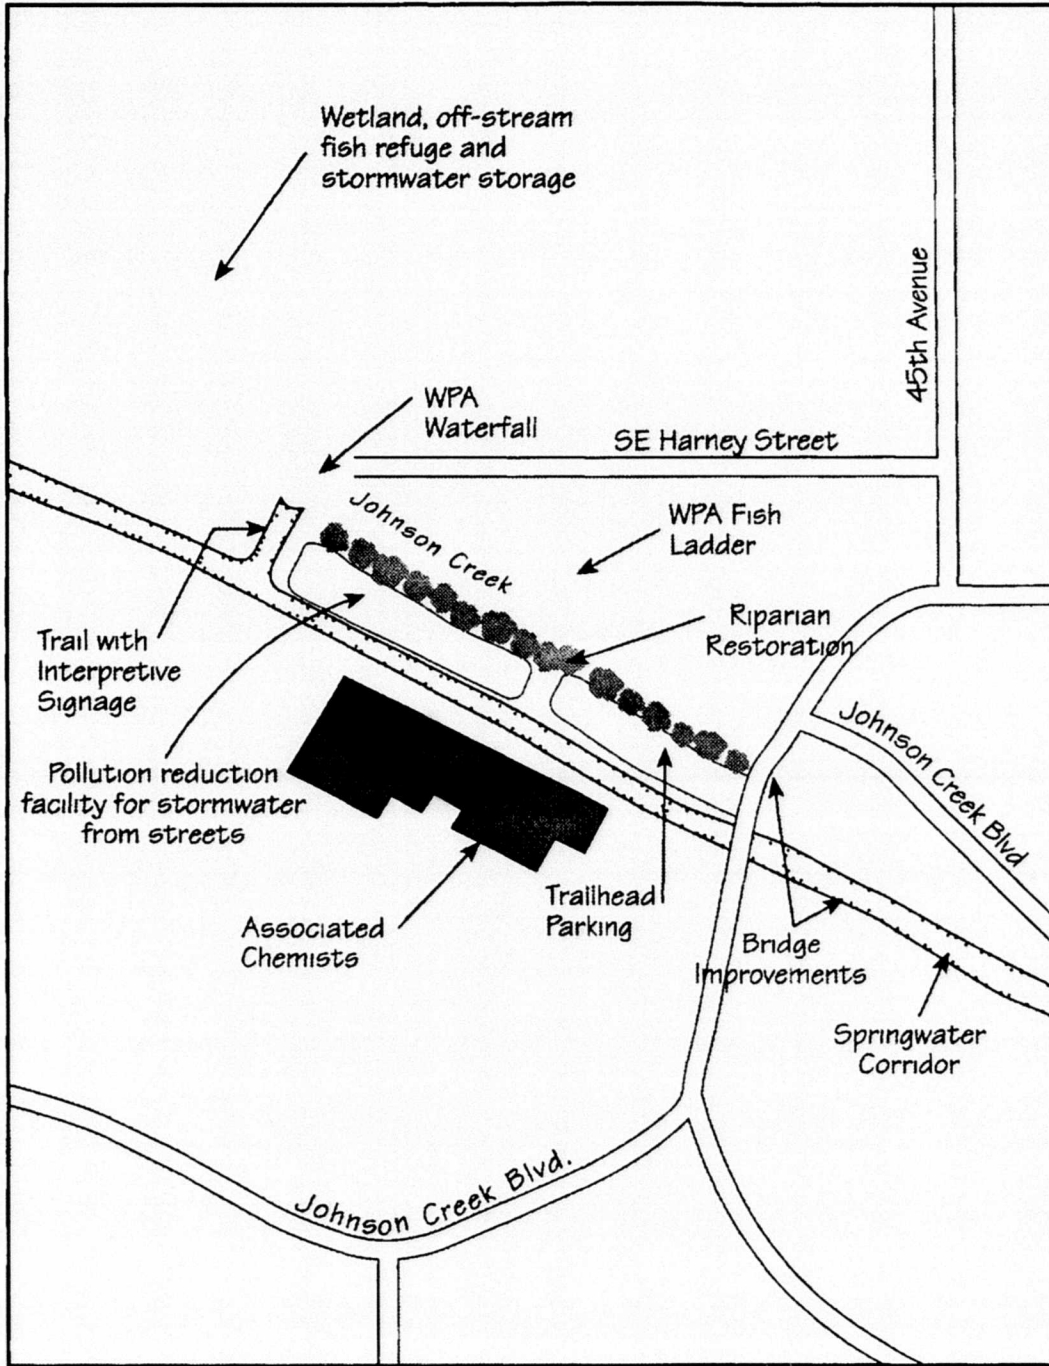 Wetland, off-stream
fish refuge and
stormwater storage
45th Avenue
WPA
Waterfall
SE Harney Street
Johnson Creek
WPA Fish
Ladder
Riparian
Restoration
Trail with
Interpretive
Signage
Johnson Creek Blvd
Pollution reduction
facility for stormwater
from streets
Trailhead
Parking
Associated
Chemists
Bridge
Improvements
Springwater
Corridor
Johnson Creek Blvd.